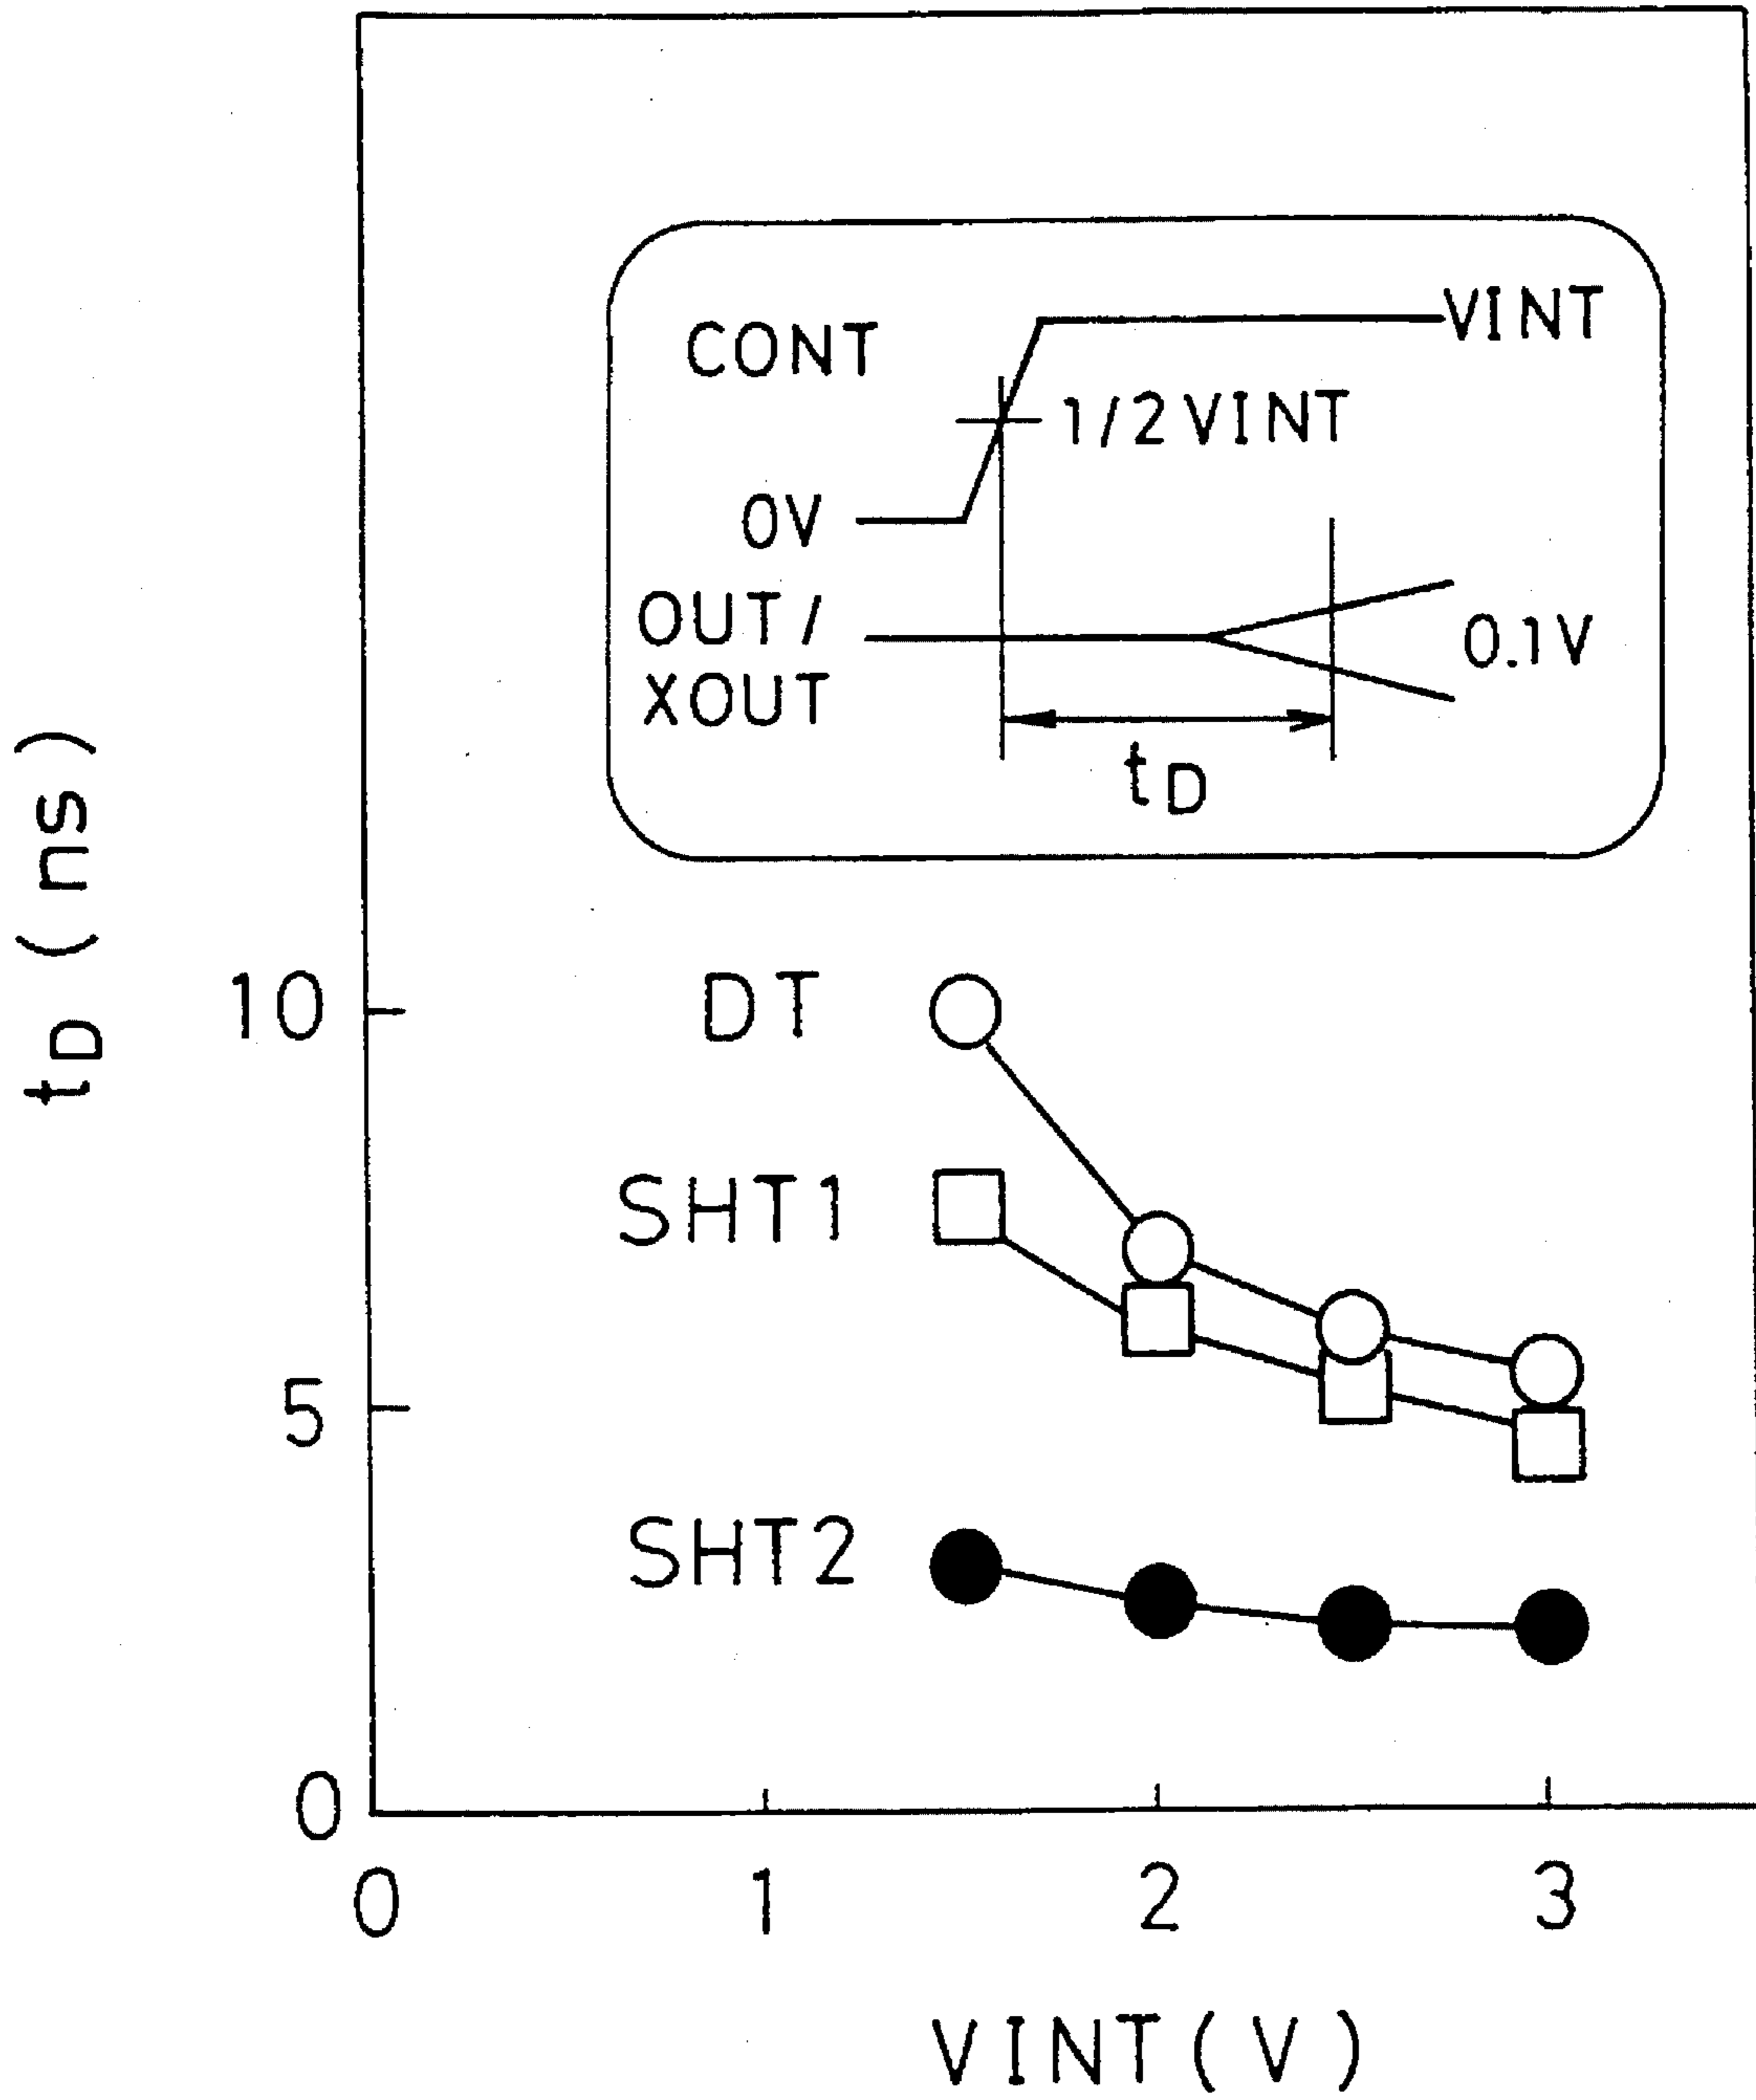 CONT
VINT
1/2VINT
0V
OUT/
XOUT
0.1V
tD
tD (ns)
10
DT
SHT1
5
SHT2
0
0
1
2
3
VINT(V)